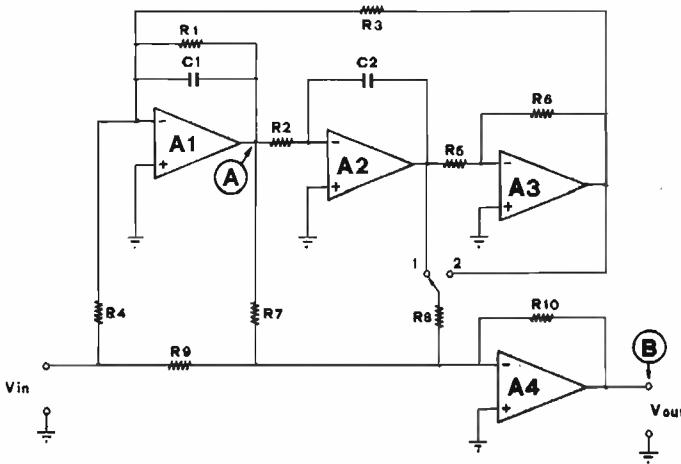 R3
R1
C1
C2
R6
R2
R5
A1
A2
A3
A
1 2
R4
R7
R8
R10
R9
B
A4
Vin
Vout
- + - + - + - +